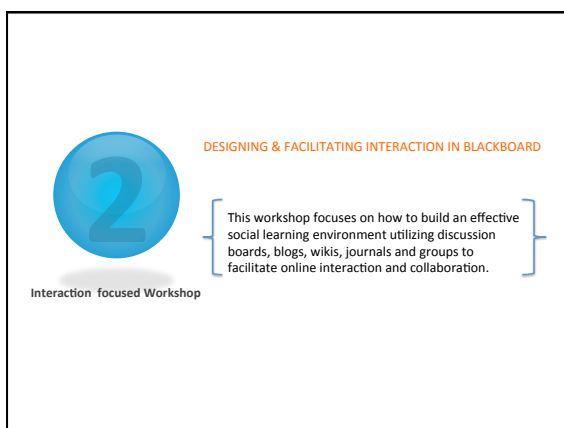 2
DESIGNING & FACILITATING INTERACTION IN BLACKBOARD
This workshop focuses on how to build an effective
social learning environment utilizing discussion
boards, blogs, wikis, journals and groups to
facilitate online interaction and collaboration.
Interaction focused Workshop